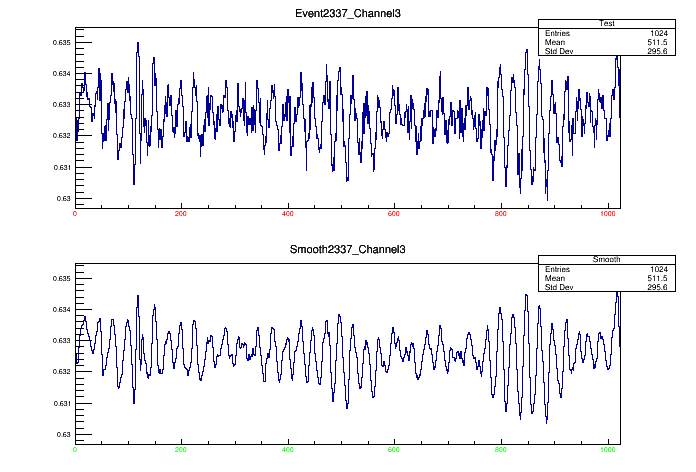 Event2337_Channel3
Test
Entries 1024
Mean 511.5
Std Dev 295.6
0.635
0.634
0.633
0.632
0.631
0.63
0 200 400 600 800 1000
Smooth2337_Channel3
Smooth
Entries 1024
Mean 511.5
Std Dev 295.6
0.635
0.634
0.633
0.632
0.631
0.63
0 200 400 600 800 1000